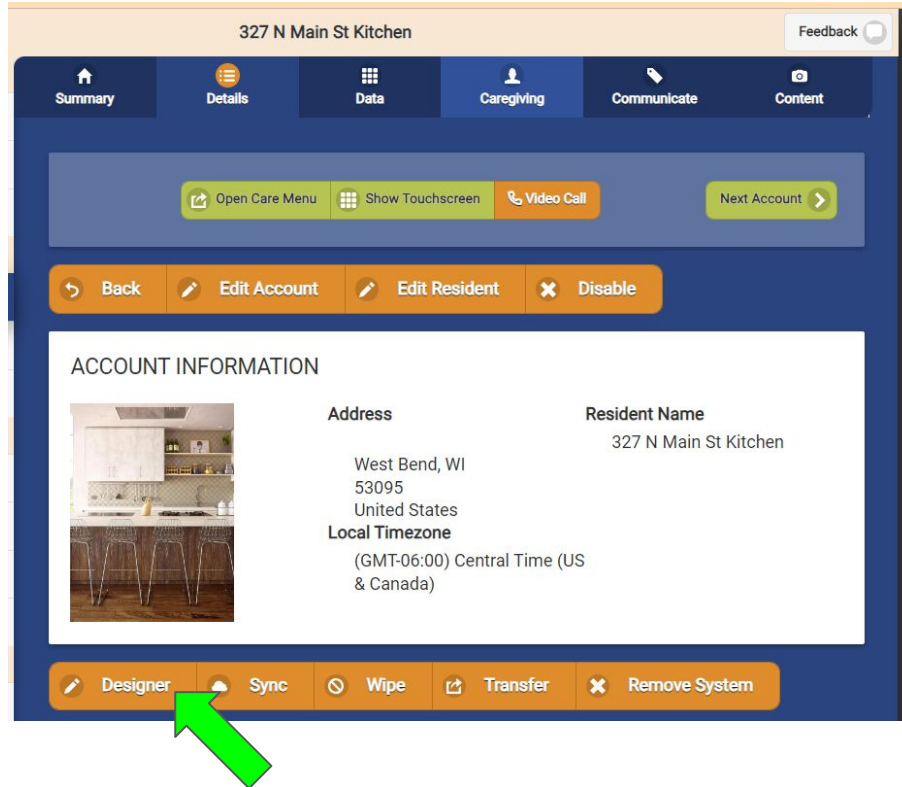 327 N Main St Kitchen
Feedback
Summary
Details
Data
Caregiving
Communicate
Content
Open Care Menu
Show Touchscreen
Video Call
Next Account
Back
Edit Account
Edit Resident
Disable
ACCOUNT INFORMATION
Address
West Bend, WI
53095
United States
Local Timezone
(GMT-06:00) Central Time (US
& Canada)
Resident Name
327 N Main St Kitchen
Designer
Sync
Wipe
Transfer
Remove System